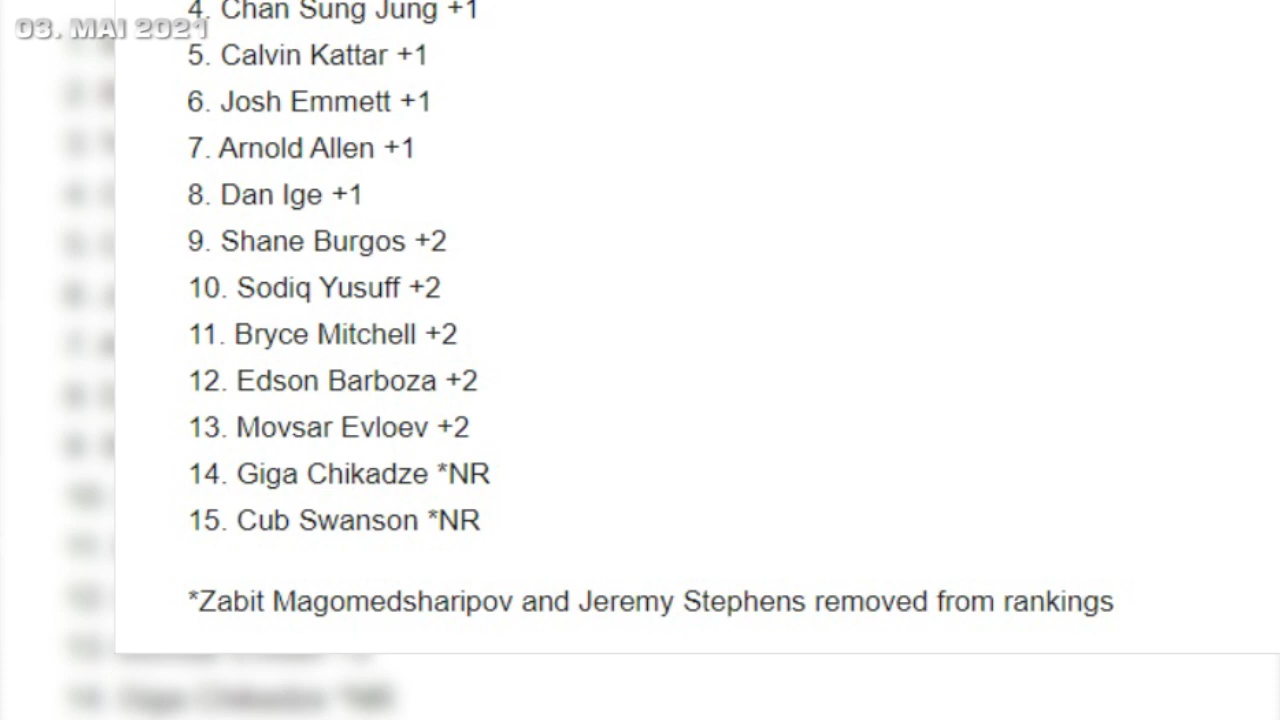 03. MAI 2021
4. Chan Sung Jung +1
5. Calvin Kattar +1
6. Josh Emmett +1
7. Arnold Allen +1
8. Dan Ige +1
9. Shane Burgos +2
10. Sodiq Yusuff +2
11. Bryce Mitchell +2
12. Edson Barboza +2
13. Movsar Evloev +2
14. Giga Chikadze *NR
15. Cub Swanson *NR
*Zabit Magomedsharipov and Jeremy Stephens removed from rankings